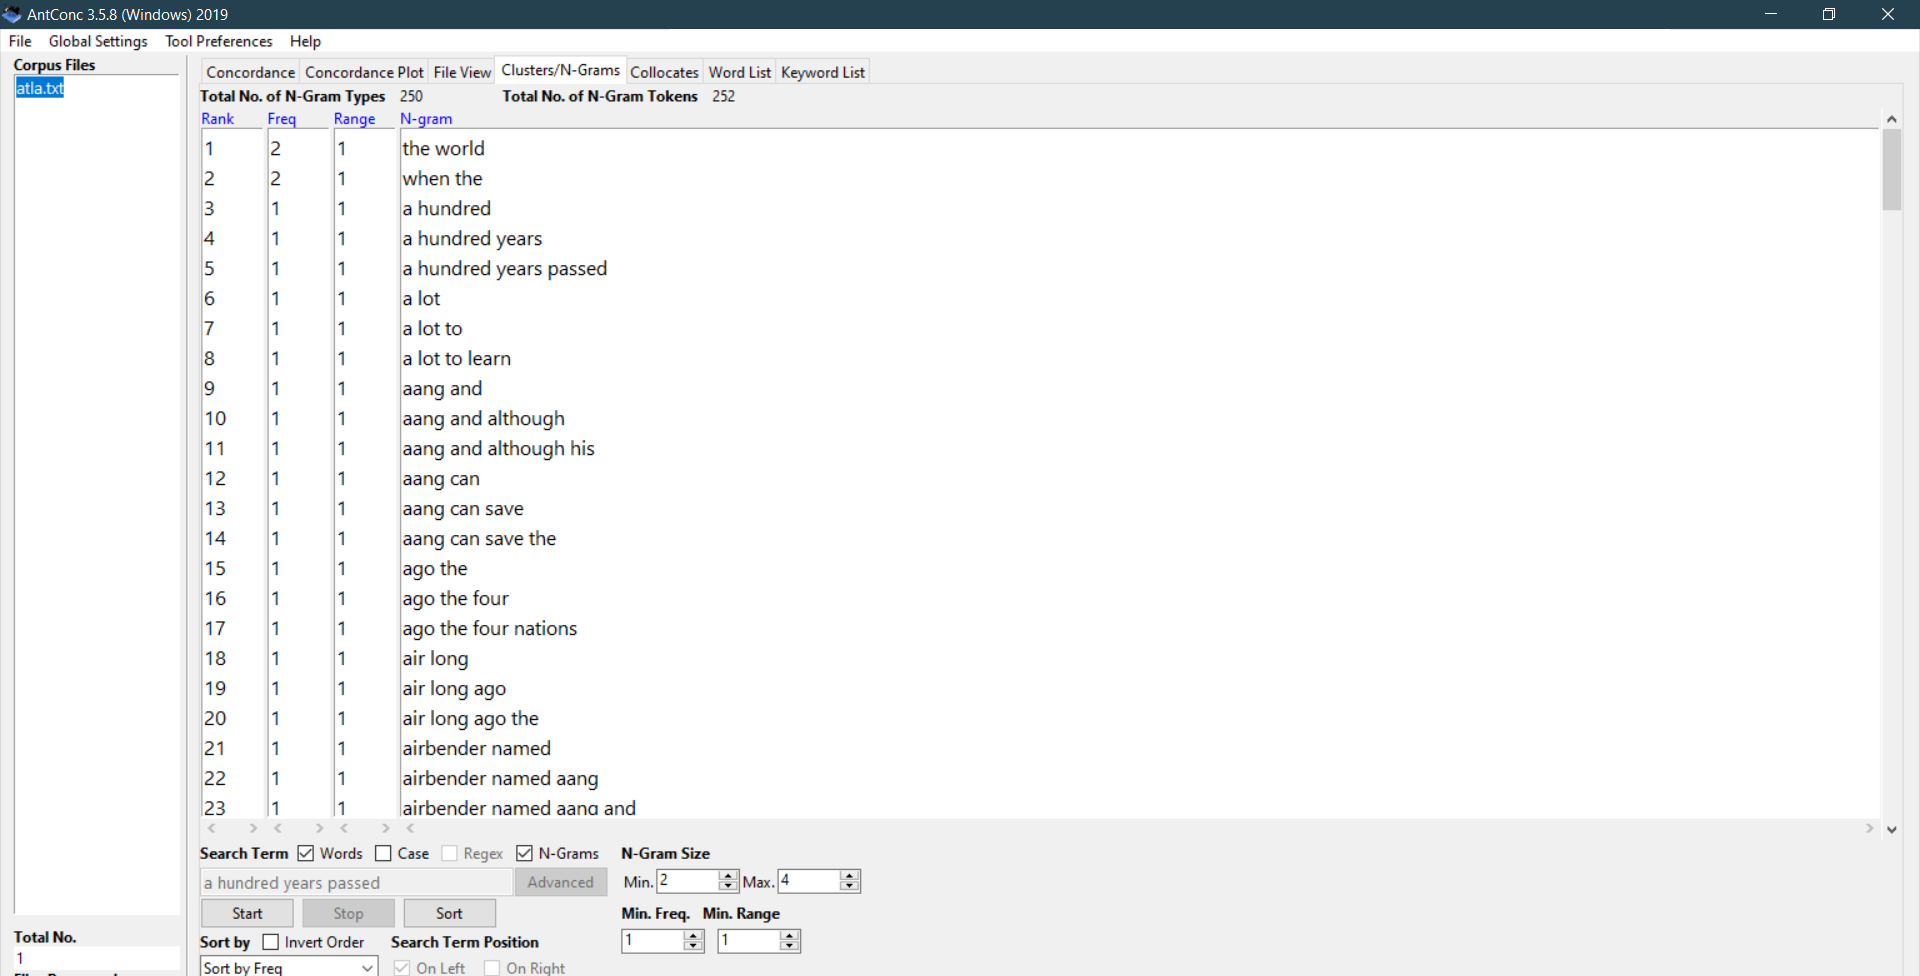 AntConc 3.5.8 (Windows) 2019
File Global Settings Tool Preferences Help
Corpus Files
atla.txt
Concordance Concordance Plot File View Clusters/N-Grams Collocates Word List Keyword List
Total No. of N-Gram Types 250 Total No. of N-Gram Tokens 252
Rank Freq Range N-gram
1 2 1 the world
2 2 1 when the
3 1 1 a hundred
4 1 1 a hundred years
5 1 1 a hundred years passed
6 1 1 a lot
7 1 1 a lot to
8 1 1 a lot to learn
9 1 1 aang and
10 1 1 aang and although
11 1 1 aang and although his
12 1 1 aang can
13 1 1 aang can save
14 1 1 aang can save the
15 1 1 ago the
16 1 1 ago the four
17 1 1 ago the four nations
18 1 1 air long
19 1 1 air long ago
20 1 1 air long ago the
21 1 1 airbender named
22 1 1 airbender named aang
23 1 1 airbender named aang and
Search Term Words Case Regex N-Grams N-Gram Size
a hundred years passed Advanced Min. 2 Max. 4
Start Stop Sort Min. Freq. Min. Range
Total No.
1
Sort by Invert Order Search Term Position 1 1
Sort by Freq On Left On Right